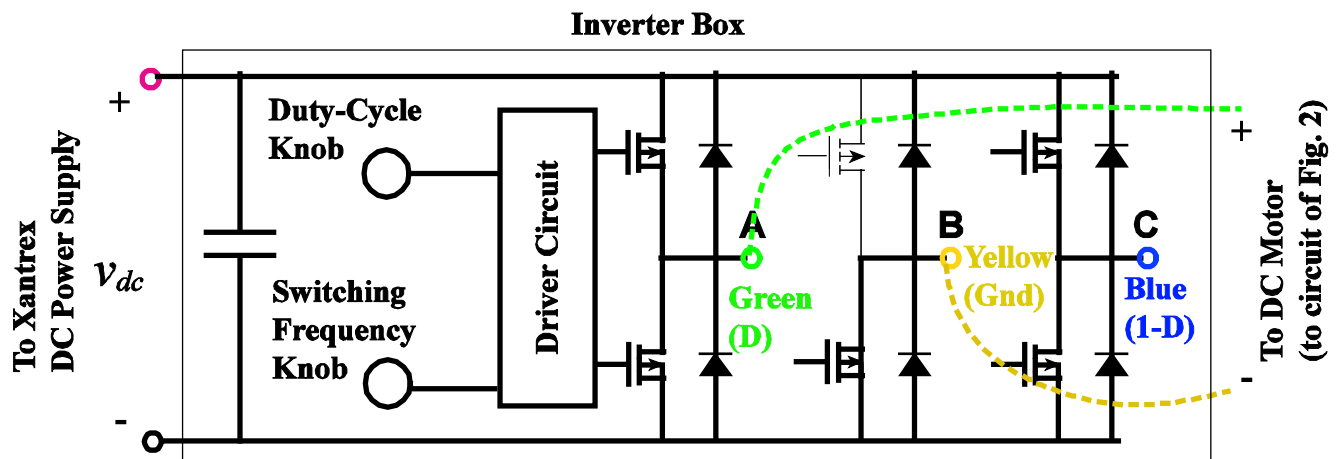 Inverter Box
To Xantrex
DC Power Supply
+
v_dc
-
Duty-Cycle
Knob
Switching
Frequency
Knob
Driver Circuit
A
Green
(D)
B
Yellow
(Gnd)
C
Blue
(1-D)
+
-
To DC Motor
(to circuit of Fig. 2)